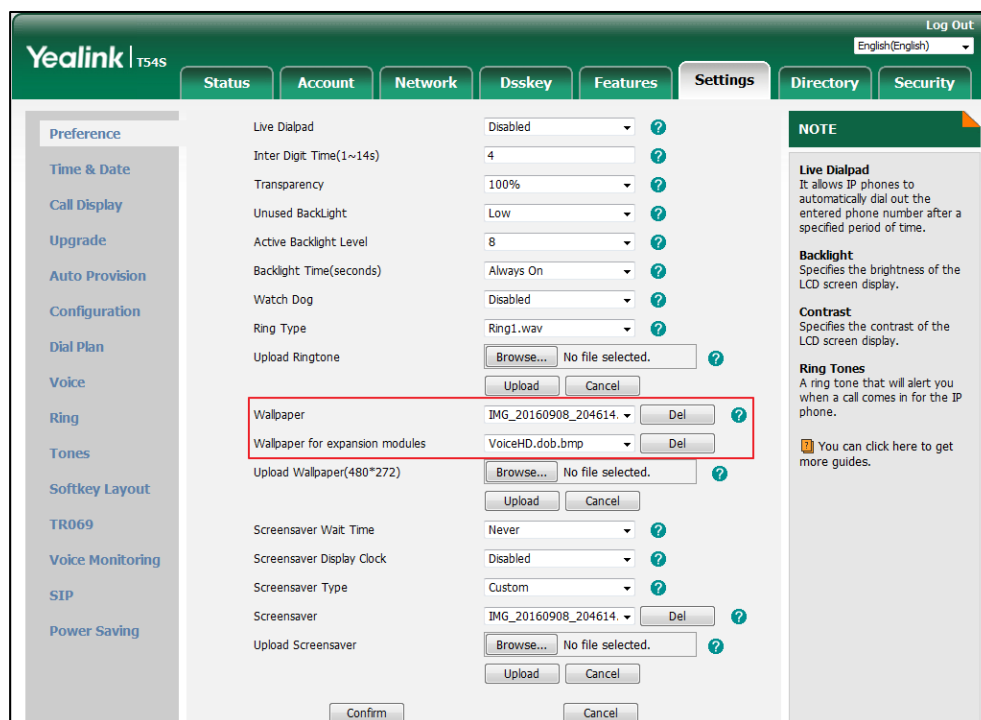 Log Out
English(English)
Yealink T54S
Status Account Network Dsskey Features Settings Directory Security
Preference
Time & Date
Call Display
Upgrade
Auto Provision
Configuration
Dial Plan
Voice
Ring
Tones
Softkey Layout
TR069
Voice Monitoring
SIP
Power Saving
Live Dialpad Disabled ?
Inter Digit Time(1~14s) 4 ?
Transparency 100% ?
Unused BackLight Low ?
Active Backlight Level 8 ?
Backlight Time(seconds) Always On ?
Watch Dog Disabled ?
Ring Type Ring1.wav ?
Upload Ringtone Browse... No file selected. ?
Upload Cancel
Wallpaper IMG_20160908_204614. Del ?
Wallpaper for expansion modules VoiceHD.dob.bmp Del
Upload Wallpaper(480*272) Browse... No file selected. ?
Upload Cancel
Screensaver Wait Time Never ?
Screensaver Display Clock Disabled ?
Screensaver Type Custom ?
Screensaver IMG_20160908_204614. Del ?
Upload Screensaver Browse... No file selected. ?
Upload Cancel
Confirm Cancel
NOTE
Live Dialpad
It allows IP phones to
automatically dial out the
entered phone number after a
specified period of time.
Backlight
Specifies the brightness of the
LCD screen display.
Contrast
Specifies the contrast of the
LCD screen display.
Ring Tones
A ring tone that will alert you
when a call comes in for the IP
phone.
? You can click here to get
more guides.